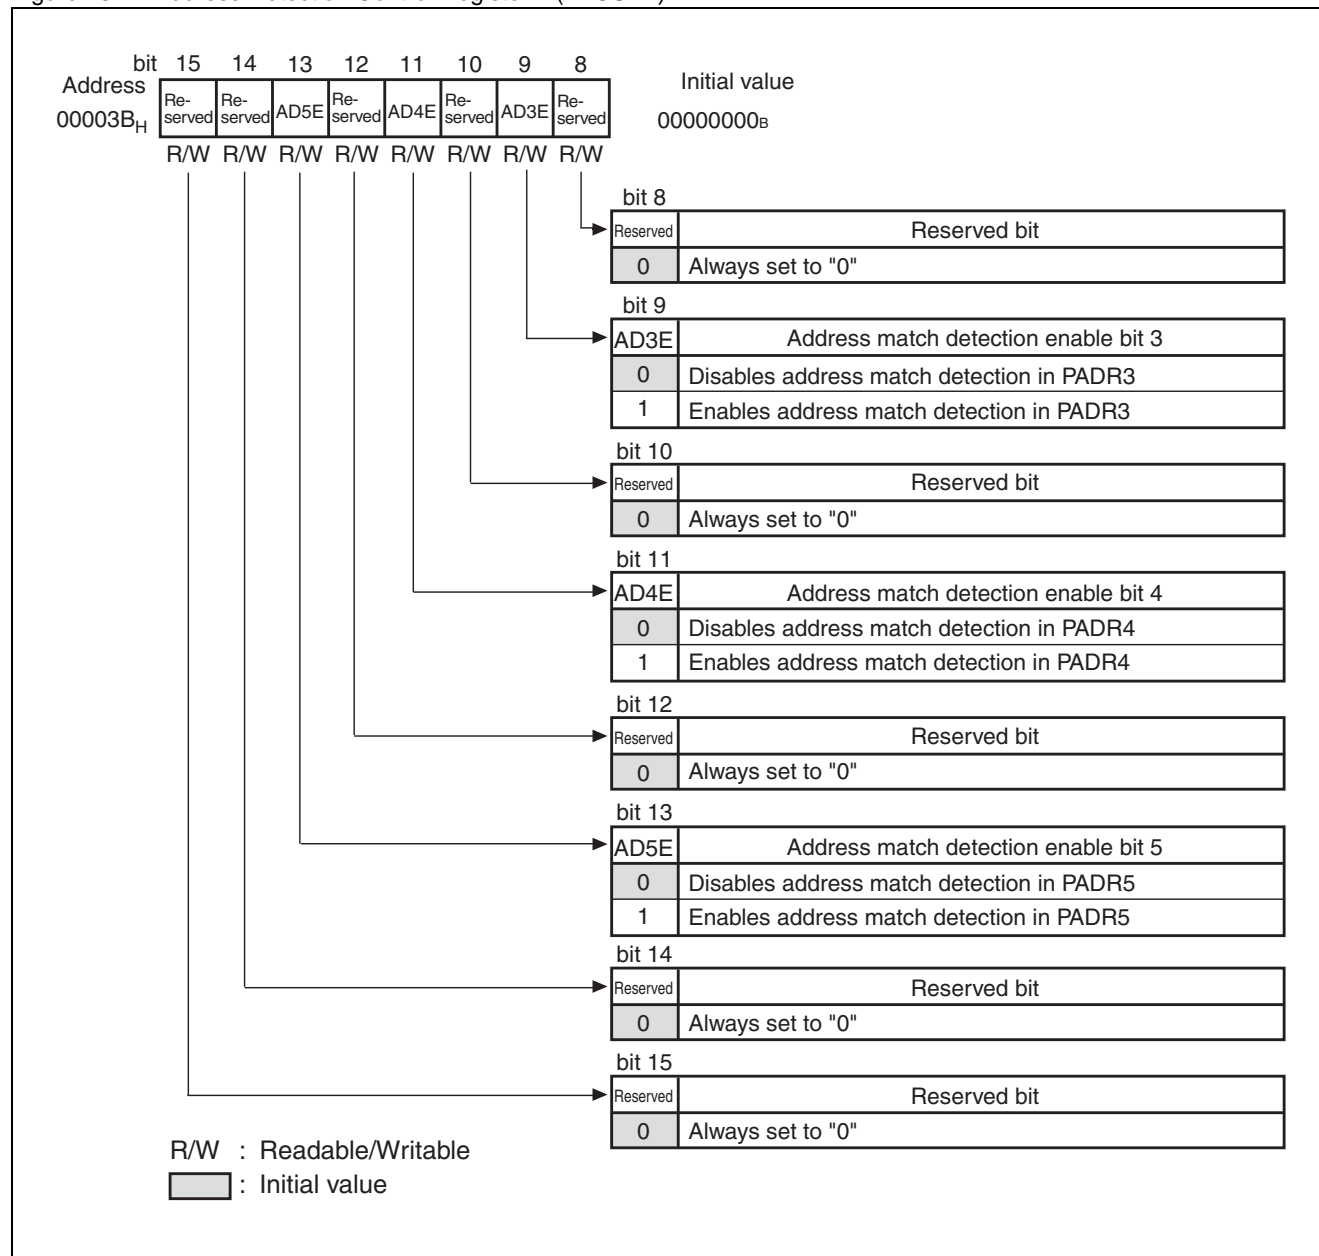 bit 15 14 13 12 11 10 9 8
Address
Initial value
00003BH
Re-served Re-served AD5E Re-served AD4E Re-served AD3E Re-served
00000000B
R/W R/W R/W R/W R/W R/W R/W R/W
bit 8
Reserved Reserved bit
0 Always set to "0"
bit 9
AD3E Address match detection enable bit 3
0 Disables address match detection in PADR3
1 Enables address match detection in PADR3
bit 10
Reserved Reserved bit
0 Always set to "0"
bit 11
AD4E Address match detection enable bit 4
0 Disables address match detection in PADR4
1 Enables address match detection in PADR4
bit 12
Reserved Reserved bit
0 Always set to "0"
bit 13
AD5E Address match detection enable bit 5
0 Disables address match detection in PADR5
1 Enables address match detection in PADR5
bit 14
Reserved Reserved bit
0 Always set to "0"
bit 15
Reserved Reserved bit
0 Always set to "0"
R/W : Readable/Writable
: Initial value